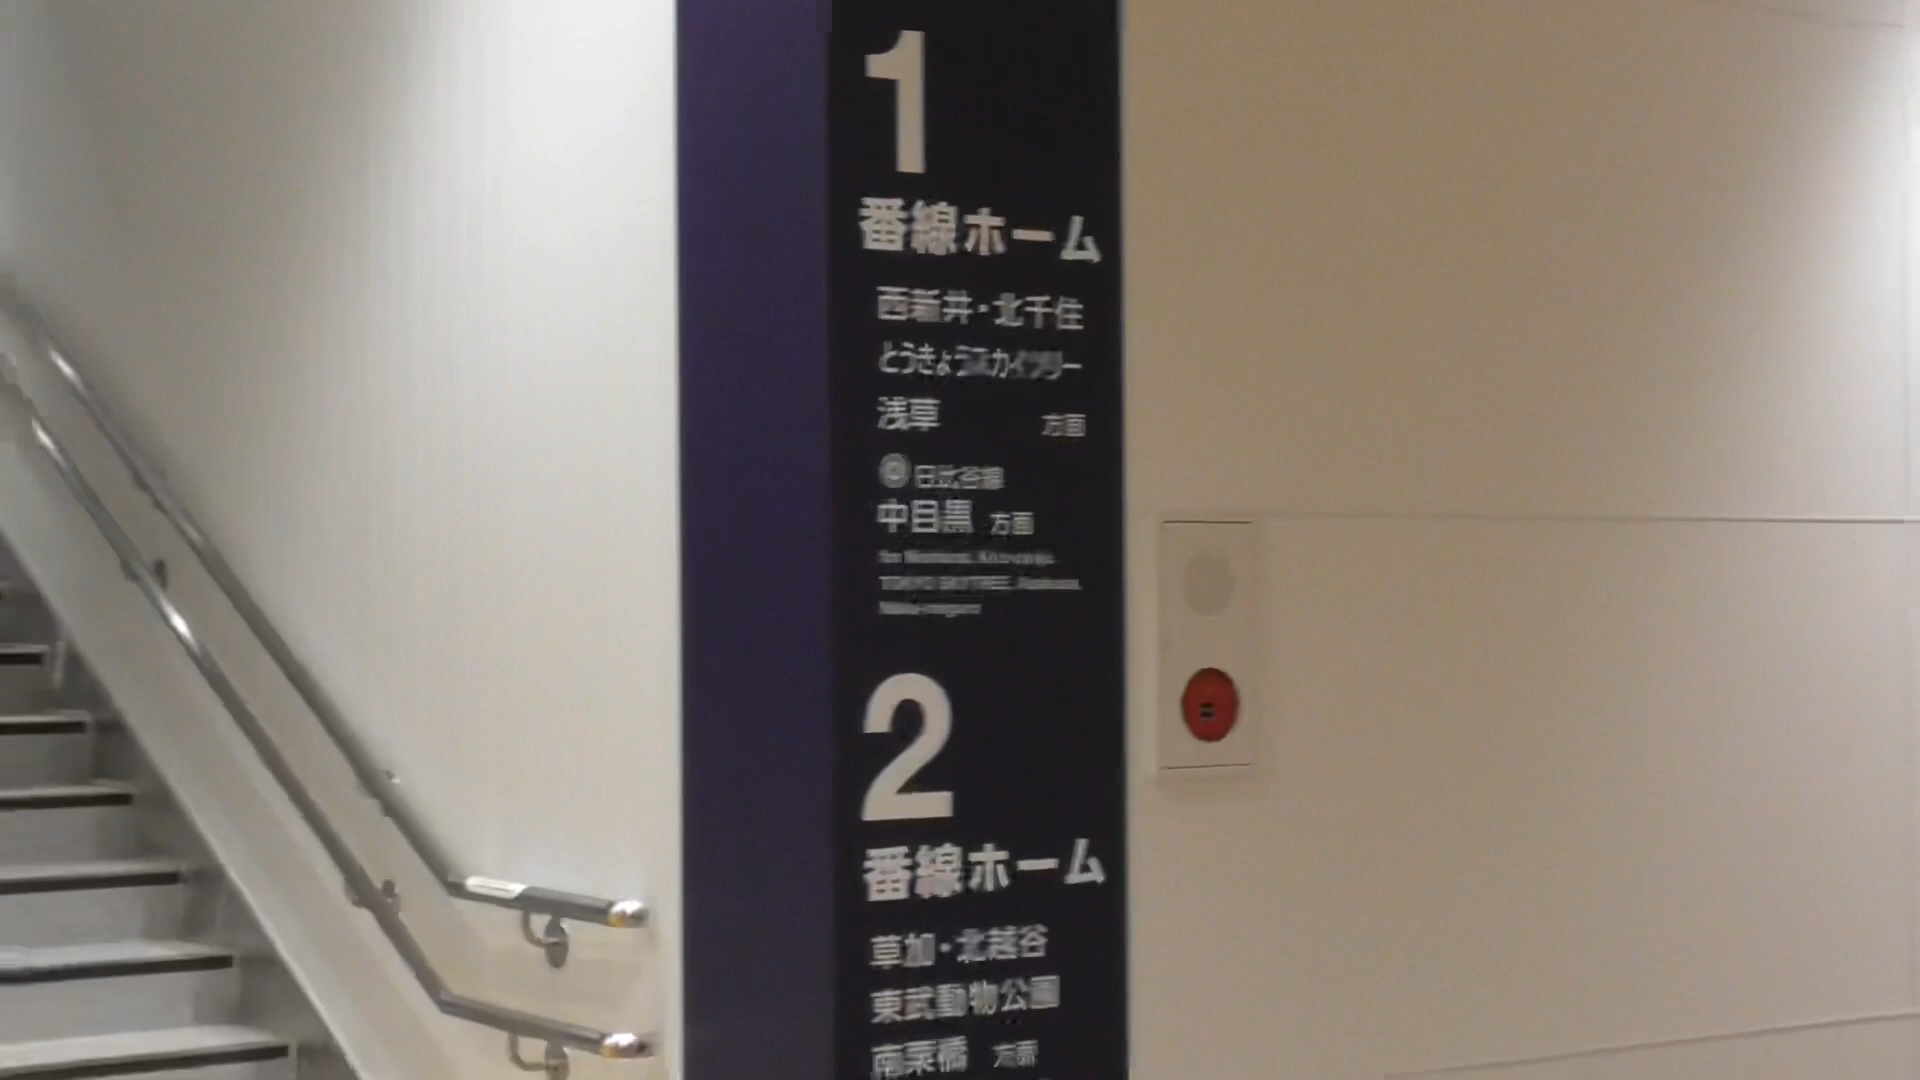 1
番線ホーム
西新井・北千住
とうきょうスカイツリー
浅草 方面
日比谷線
中目黒 方面
TOKYO SKYTREE, Asakusa,
2
番線ホーム
草加・北越谷
東武動物公園
南栗橋 方面